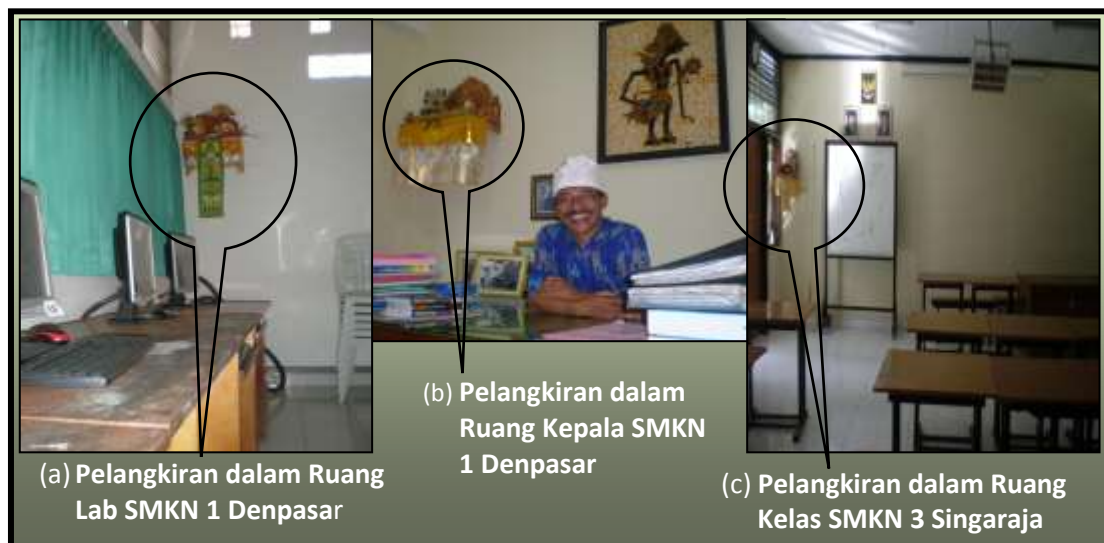 (a) Pelangkiran dalam Ruang
Lab SMKN 1 Denpasar
(b) Pelangkiran dalam
Ruang Kepala SMKN
1 Denpasar
(c) Pelangkiran dalam Ruang
Kelas SMKN 3 Singaraja